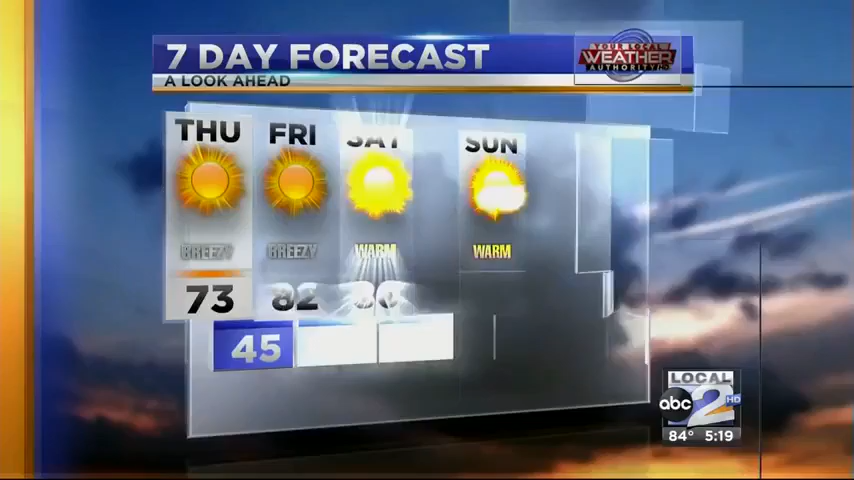 7 DAY FORECAST
A LOOK AHEAD
YOUR LOCAL
WEATHER
AUTHORITY HD
THU FRI SAT SUN
BREEZY BREEZY WARM WARM
73 82
45
LOCAL
abc 2 HD
84° 5:19